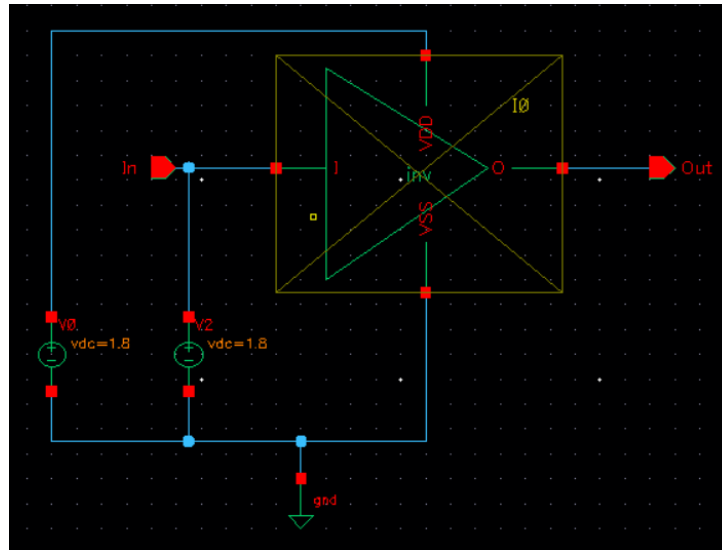 I0
VDD
In
I
inv
O
Out
VSS
V0
vdc=1.8
V2
vdc=1.8
gnd